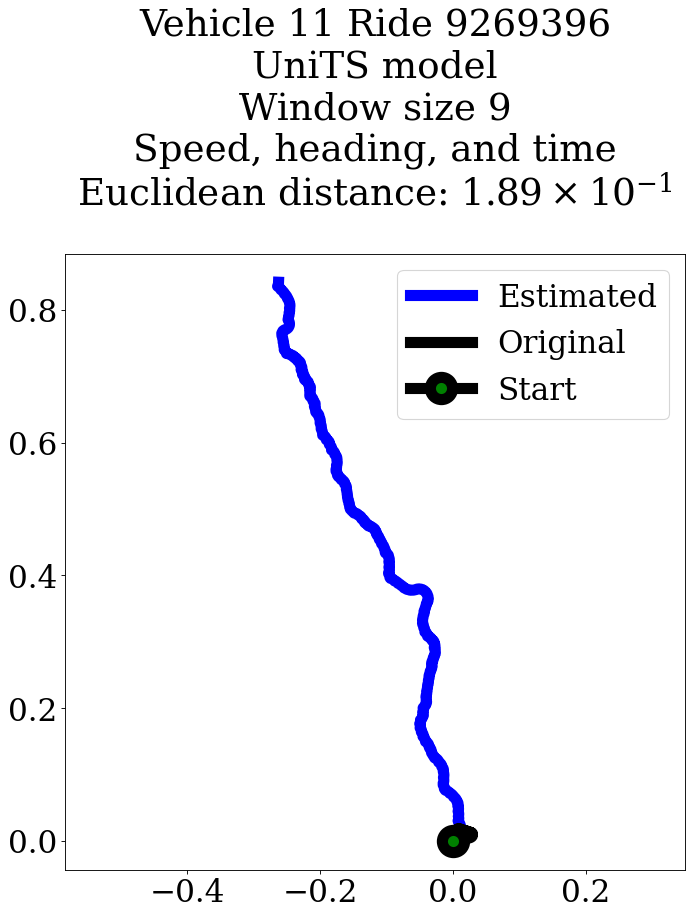 Vehicle 11 Ride 9269396
UniTS model
Window size 9
Speed, heading, and time
Euclidean distance: 1.89 × 10⁻¹
Estimated
Original
Start
0.8
0.6
0.4
0.2
0.0
−0.4
−0.2
0.0
0.2